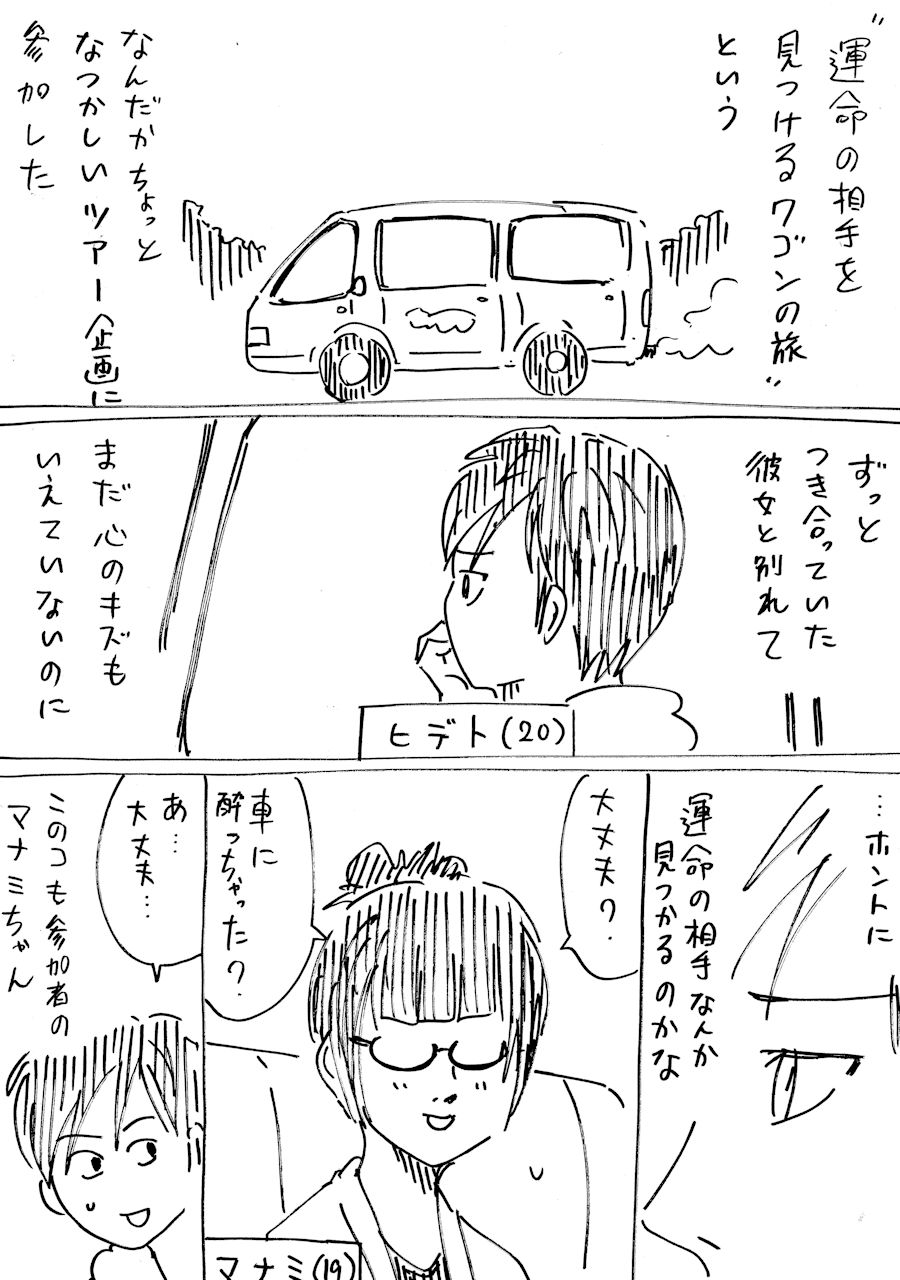 "運命の相手を
見つけるワゴンの旅"
という
なんだかちょっと
なつかしいツアー企画に
参加した
ずっと
つき合っていた
彼女と別れて
まだ心のキズも
いえていないのに
ヒデト(20)
…ホントに
運命の相手なんか
見つかるのかな
大丈夫?
車に
酔っちゃった?
マナミ(19)
あ…
大丈夫…
このコも参加者の
マナミちゃん